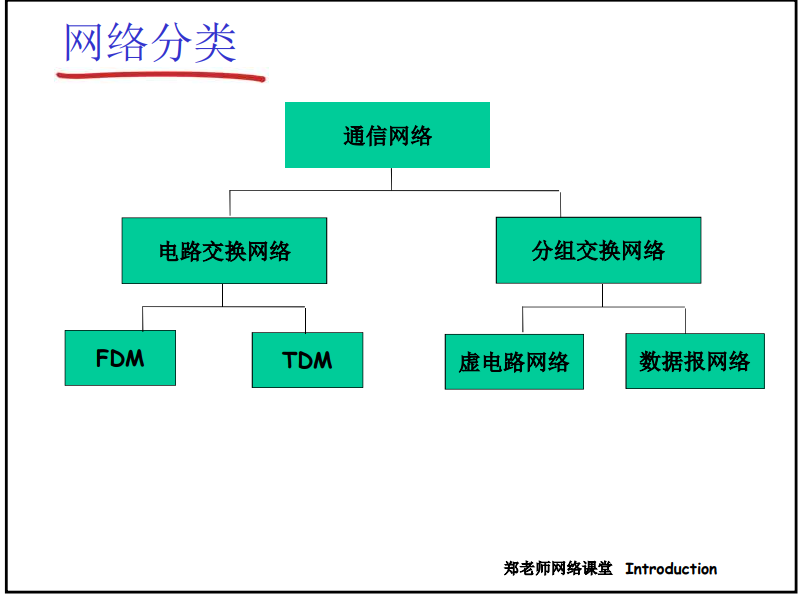 网络分类
通信网络
电路交换网络
分组交换网络
FDM
TDM
虚电路网络
数据报网络
郑老师网络课堂 Introduction